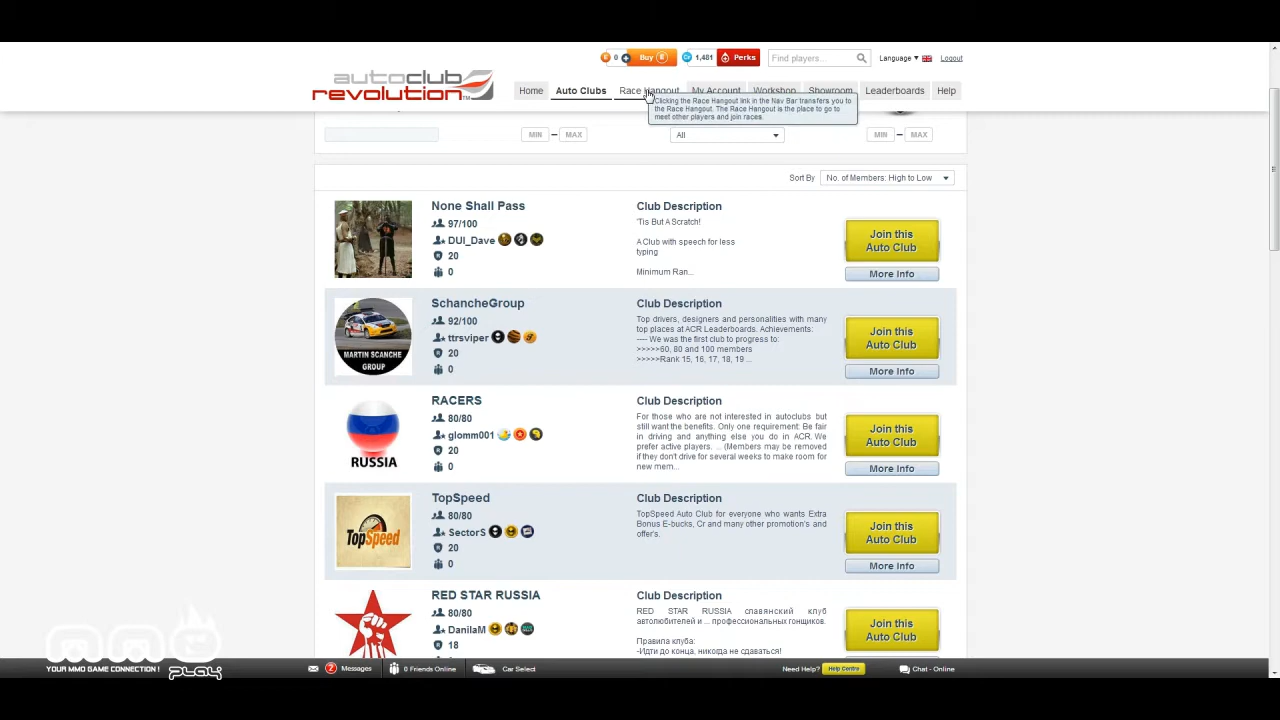 0 Buy 1,481 Perks Find players... Language Logout
autoclub
revolution™
Home Auto Clubs Race Hangout My Account Workshop Showroom Leaderboards Help
Clicking the Race Hangout link in the Nav Bar transfers you to
the Race Hangout. The Race Hangout is the place to go to
meet other players and join races.
MIN – MAX All MIN – MAX
Sort By No. of Members: High to Low
None Shall Pass
97/100
DUI_Dave
20
0
Club Description
'Tis But A Scratch!
A Club with speech for less
typing
Minimum Ran...
Join this
Auto Club
More Info
MARTIN SCANCHE
GROUP
SchancheGroup
92/100
ttrsviper
20
0
Club Description
Top drivers, designers and personalities with many
top places at ACR Leaderboards. Achievements:
---- We was the first club to progress to:
>>>>>60, 80 and 100 members
>>>>>Rank 15, 16, 17, 18, 19 ...
Join this
Auto Club
More Info
RUSSIA
RACERS
80/80
glomm001
20
0
Club Description
For those who are not interested in autoclubs but
still want the benefits. Only one requirement: Be fair
in driving and anything else you do in ACR. We
prefer active players. ... (Members may be removed
if they don't drive for several weeks to make room for
new mem...
Join this
Auto Club
More Info
TopSpeed
TopSpeed
80/80
SectorS
20
0
Club Description
TopSpeed Auto Club for everyone who wants Extra
Bonus E-bucks, Cr and many other promotion's and
offer's.
Join this
Auto Club
More Info
RED STAR RUSSIA
80/80
DanilaM
18
Club Description
RED STAR RUSSIA славянский клуб
автолюбителей и ... профессиональных гонщиков.
Правила клуба:
-Идти до конца, никогда не сдаваться!
Join this
Auto Club
mmo
YOUR MMO GAME CONNECTION !
PLAY
2 Messages 0 Friends Online Car Select Need Help? Help Centre Chat - Online